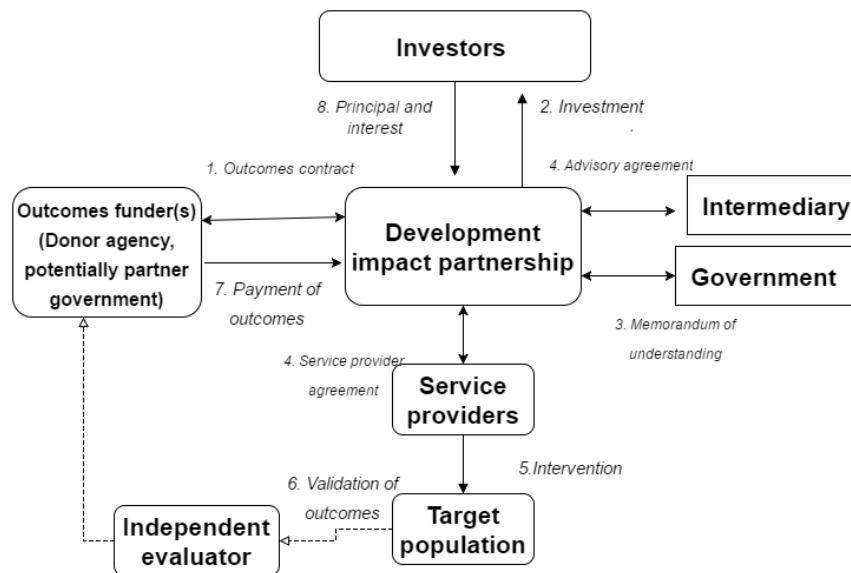 Investors
8. Principal and
interest
2. Investment
.
1. Outcomes contract
4. Advisory agreement
Outcomes funder(s)
(Donor agency,
potentially partner
government)
Development
impact partnership
Intermediary
Government
7. Payment of
outcomes
3. Memorandum of
understanding
4. Service provider
agreement
Service
providers
5.Intervention
6. Validation of
outcomes
Independent
evaluator
Target
population